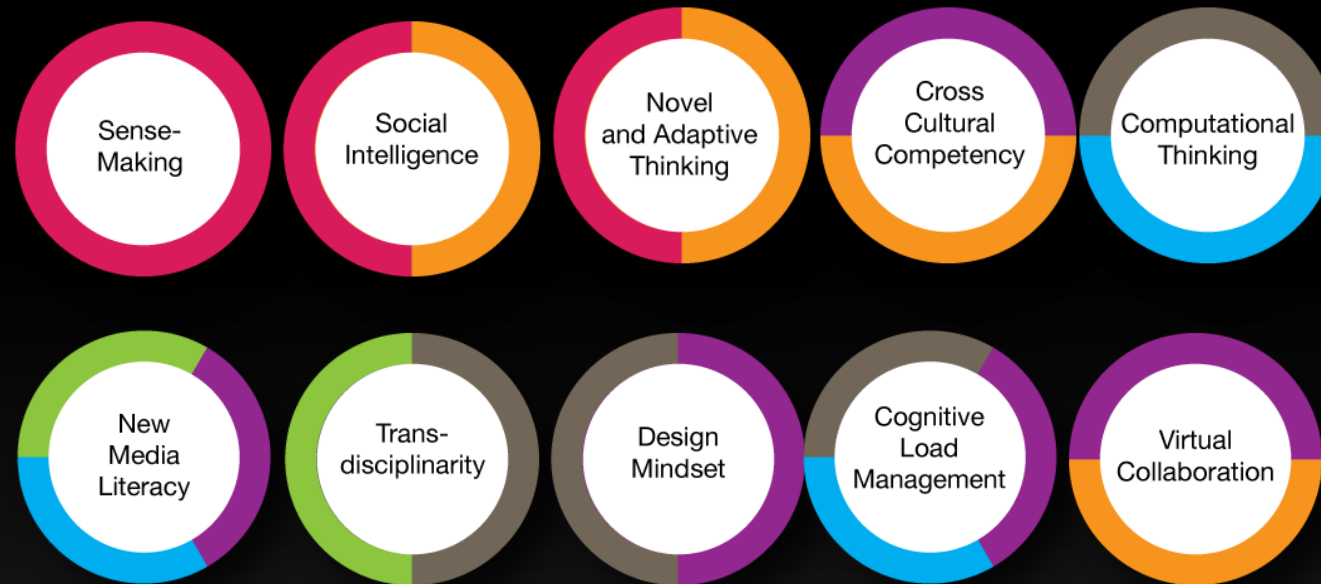 Sense-
Making
Social
Intelligence
Novel
and Adaptive
Thinking
Cross
Cultural
Competency
Computational
Thinking
New
Media
Literacy
Trans-
disciplinarity
Design
Mindset
Cognitive
Load
Management
Virtual
Collaboration